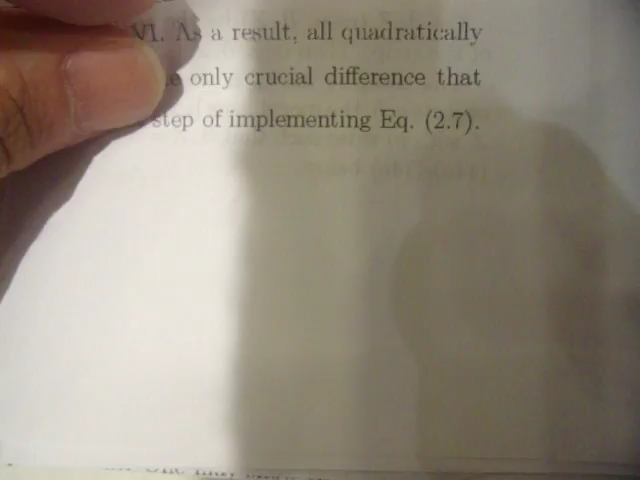 VI. As a result, all quadratically
only crucial difference that
step of implementing Eq. (2.7).